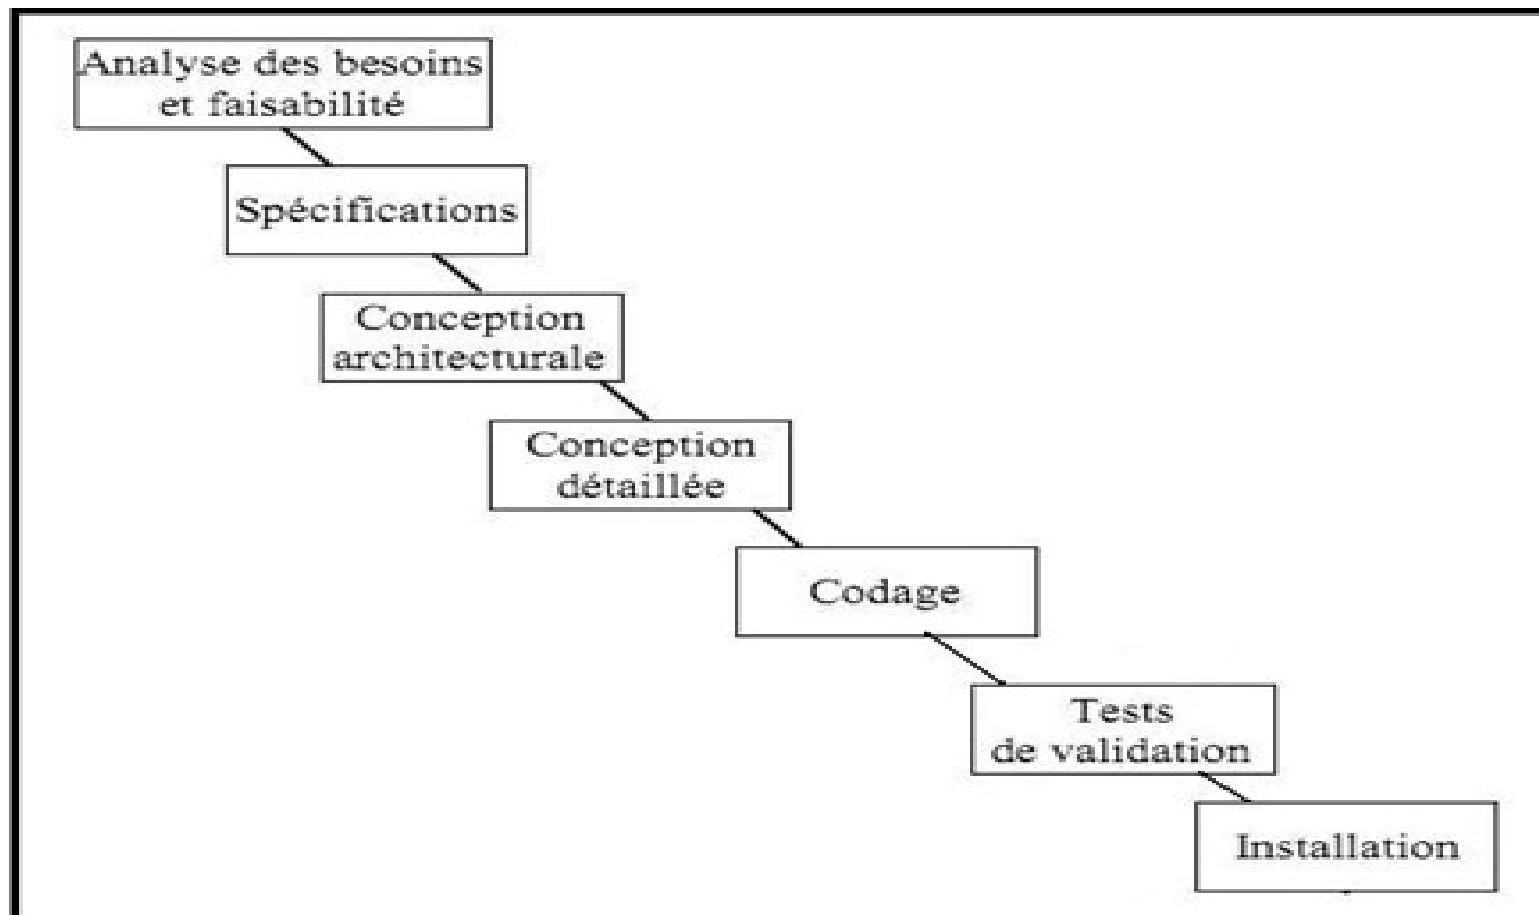 Analyse des besoins
et faisabilité
Spécifications
Conception
architecturale
Conception
détaillée
Codage
Tests
de validation
Installation